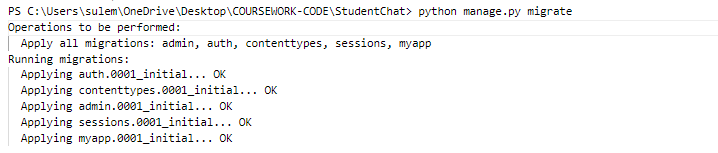 PS C:\Users\sulem\OneDrive\Desktop\COURSEWORK-CODE\StudentChat> python manage.py migrate
Operations to be performed:
  Apply all migrations: admin, auth, contenttypes, sessions, myapp
Running migrations:
  Applying auth.0001_initial... OK
  Applying contenttypes.0001_initial... OK
  Applying admin.0001_initial... OK
  Applying sessions.0001_initial... OK
  Applying myapp.0001_initial... OK